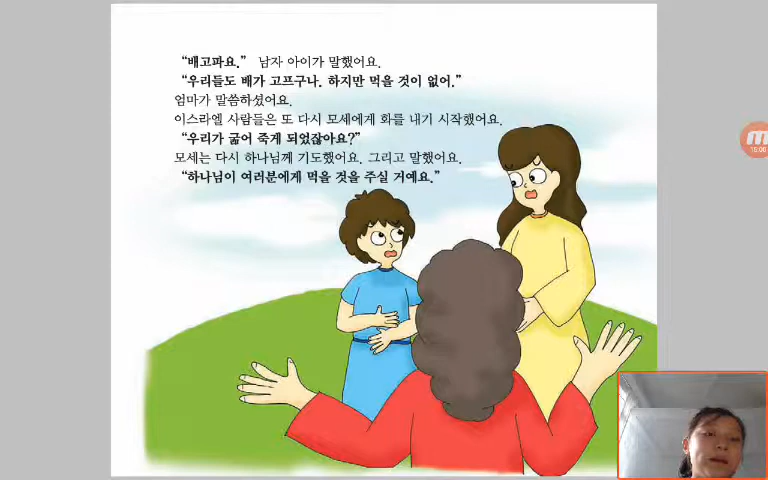 “배고파요.” 남자 아이가 말했어요.
“우리들도 배가 고프구나. 하지만 먹을 것이 없어.”
엄마가 말씀하셨어요.
이스라엘 사람들은 또 다시 모세에게 화를 내기 시작했어요.
“우리가 굶어 죽게 되었잖아요?”
모세는 다시 하나님께 기도했어요. 그리고 말했어요.
“하나님이 여러분에게 먹을 것을 주실 거예요.”